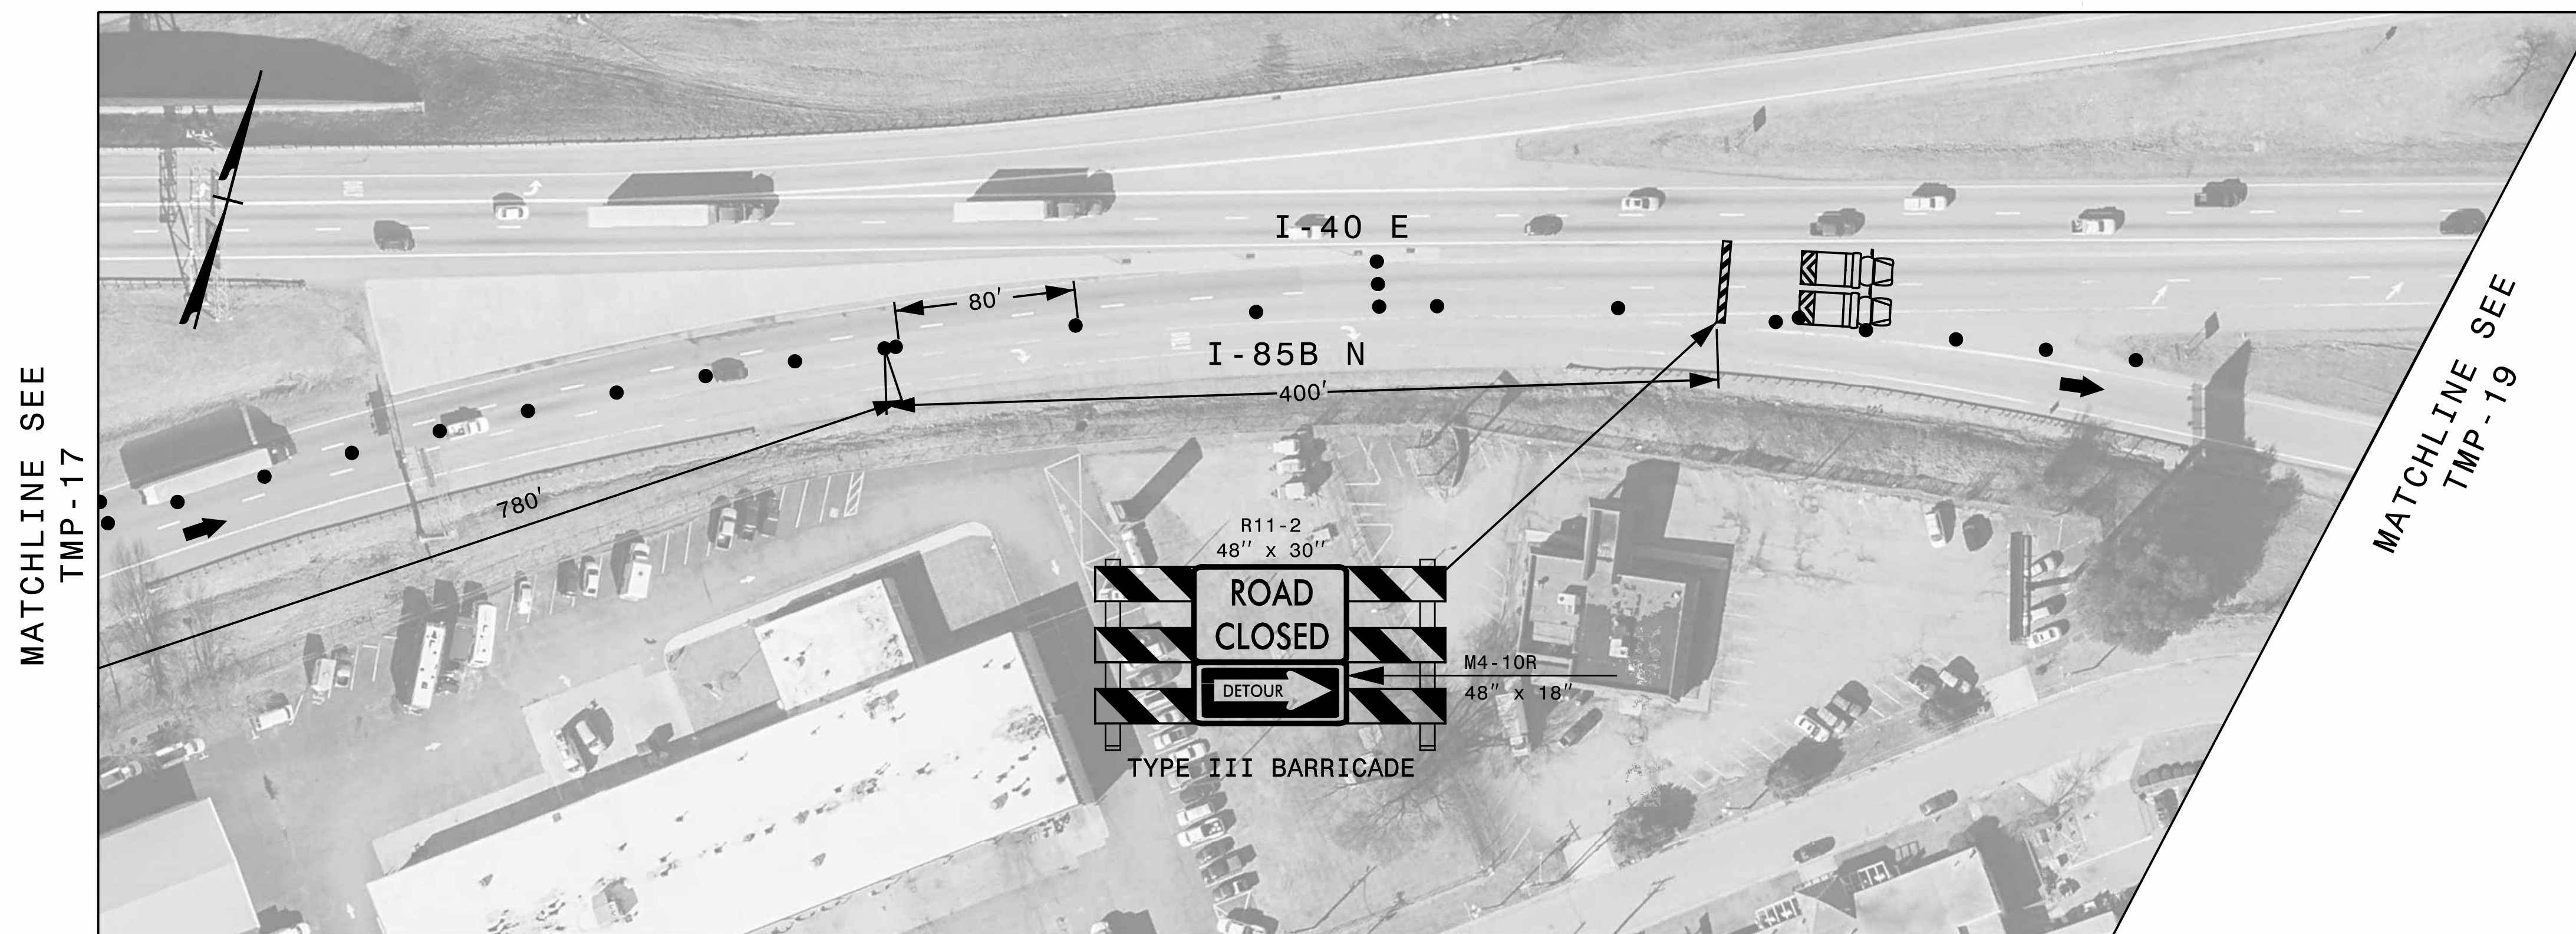 MATCHLINE SEE
TMP-17
I-40 E
80'
I-85B N
400'
780'
MATCHLINE SEE
TMP-19
R11-2
48" x 30"
ROAD
CLOSED
DETOUR
M4-10R
48" x 18"
TYPE III BARRICADE